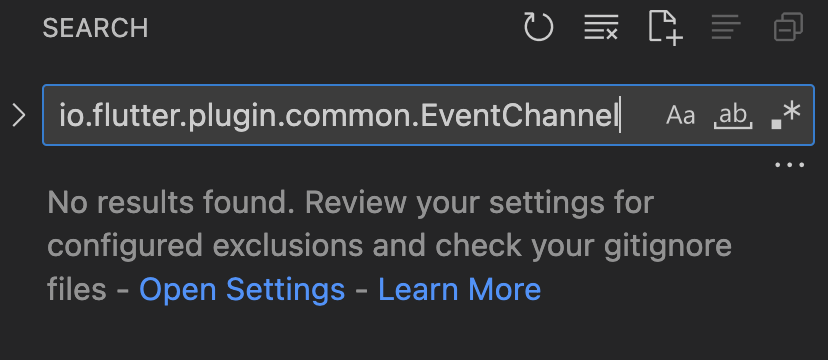 SEARCH
io.flutter.plugin.common.EventChannel Aa ab .*
...
No results found. Review your settings for
configured exclusions and check your gitignore
files - Open Settings - Learn More